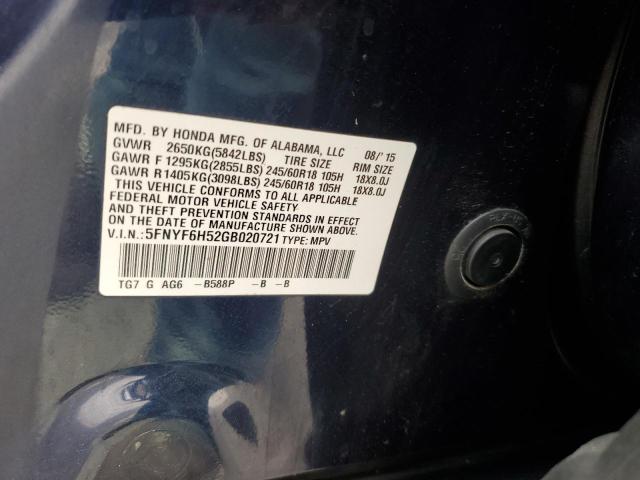 MFD. BY HONDA MFG. OF ALABAMA, LLC 08/'15
GVWR 2650KG(5842LBS) TIRE SIZE RIM SIZE
GAWR F 1295KG(2855LBS) 245/60R18 105H 18X8.0J
GAWR R1405KG(3098LBS) 245/60R18 105H 18X8.0J
THIS VEHICLE CONFORMS TO ALL APPLICABLE
FEDERAL MOTOR VEHICLE SAFETY
AND THEFT PREVENTION STANDARDS IN EFFECT
ON THE DATE OF MANUFACTURE SHOWN ABOVE.
V.I.N.:5FNYF6H52GB020721 TYPE: MPV
TG7 G AG6 -B588P -B -B